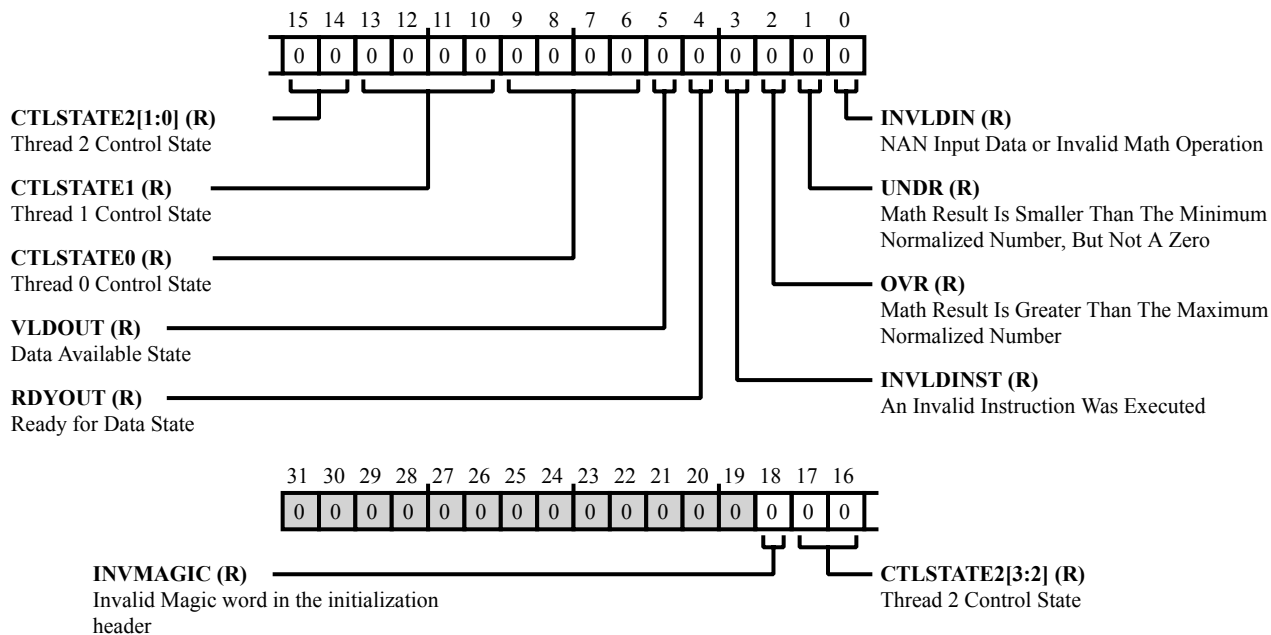 15 14 13 12 11 10 9 8 7 6 5 4 3 2 1 0
0 0 0 0 0 0 0 0 0 0 0 0 0 0 0 0
CTLSTATE2[1:0] (R)
Thread 2 Control State
CTLSTATE1 (R)
Thread 1 Control State
CTLSTATE0 (R)
Thread 0 Control State
VLDOUT (R)
Data Available State
RDYOUT (R)
Ready for Data State
INVLDIN (R)
NAN Input Data or Invalid Math Operation
UNDR (R)
Math Result Is Smaller Than The Minimum
Normalized Number, But Not A Zero
OVR (R)
Math Result Is Greater Than The Maximum
Normalized Number
INVLDINST (R)
An Invalid Instruction Was Executed
31 30 29 28 27 26 25 24 23 22 21 20 19 18 17 16
0 0 0 0 0 0 0 0 0 0 0 0 0 0 0 0
INVMAGIC (R)
Invalid Magic word in the initialization
header
CTLSTATE2[3:2] (R)
Thread 2 Control State